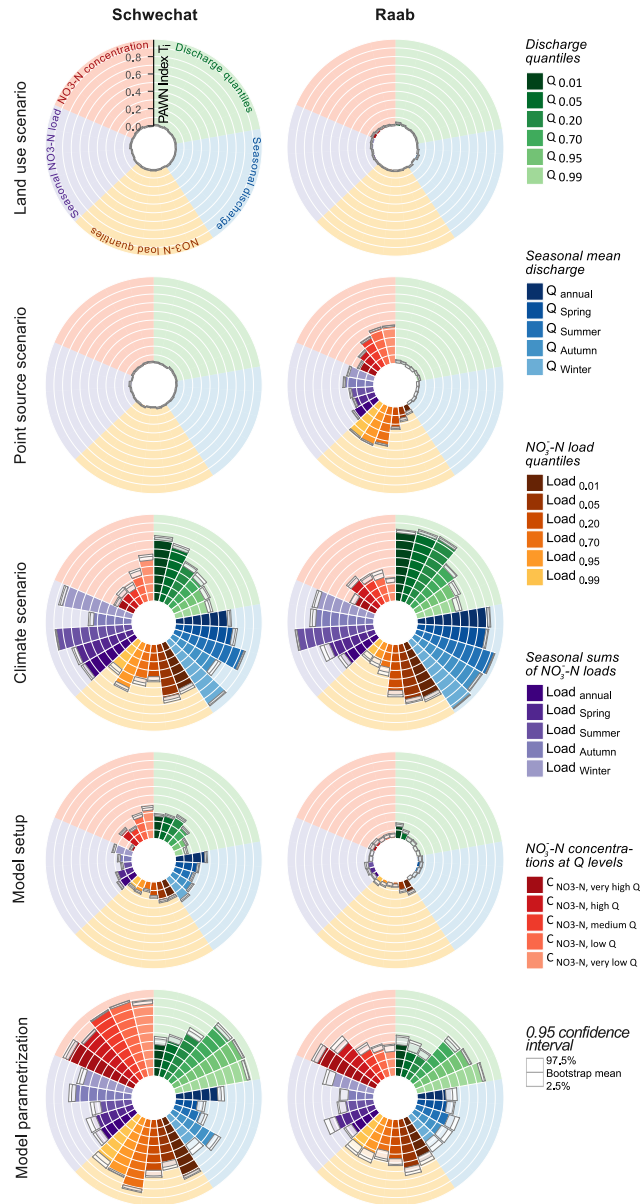 Schwechat
Raab
Land use scenario
NO3-N concentration
Discharge quantiles
Seasonal discharge
NO3-N load quantiles
Seasonal NO3-N load
PAWN Index Ti
0.8
0.6
0.4
0.2
0.0
Point source scenario
Climate scenario
Model setup
Model parametrization
Discharge
quantiles
Q 0.01
Q 0.05
Q 0.20
Q 0.70
Q 0.95
Q 0.99
Seasonal mean
discharge
Q annual
Q Spring
Q Summer
Q Autumn
Q Winter
NO₃⁻-N load
quantiles
Load 0.01
Load 0.05
Load 0.20
Load 0.70
Load 0.95
Load 0.99
Seasonal sums
of NO₃⁻-N loads
Load annual
Load Spring
Load Summer
Load Autumn
Load Winter
NO₃⁻-N concentra-
tions at Q levels
C NO3-N, very high Q
C NO3-N, high Q
C NO3-N, medium Q
C NO3-N, low Q
C NO3-N, very low Q
0.95 confidence
interval
97.5%
Bootstrap mean
2.5%